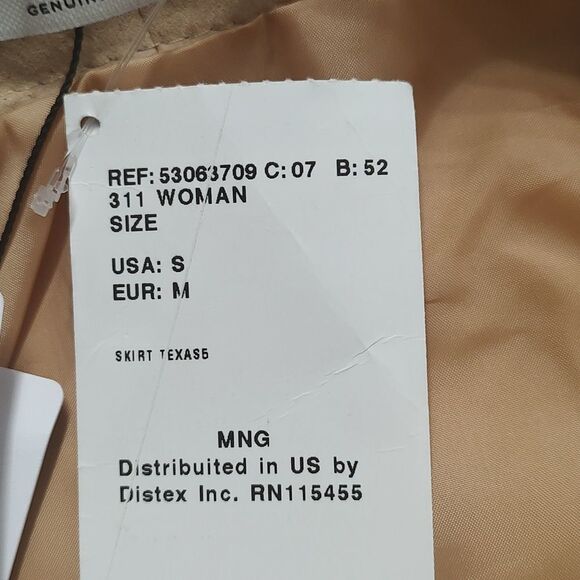 GENUIN
REF: 53063709 C: 07 B: 52
311 WOMAN
SIZE
USA: S
EUR: M
SKIRT TEXAS5
MNG
Distribuited in US by
Distex Inc. RN115455